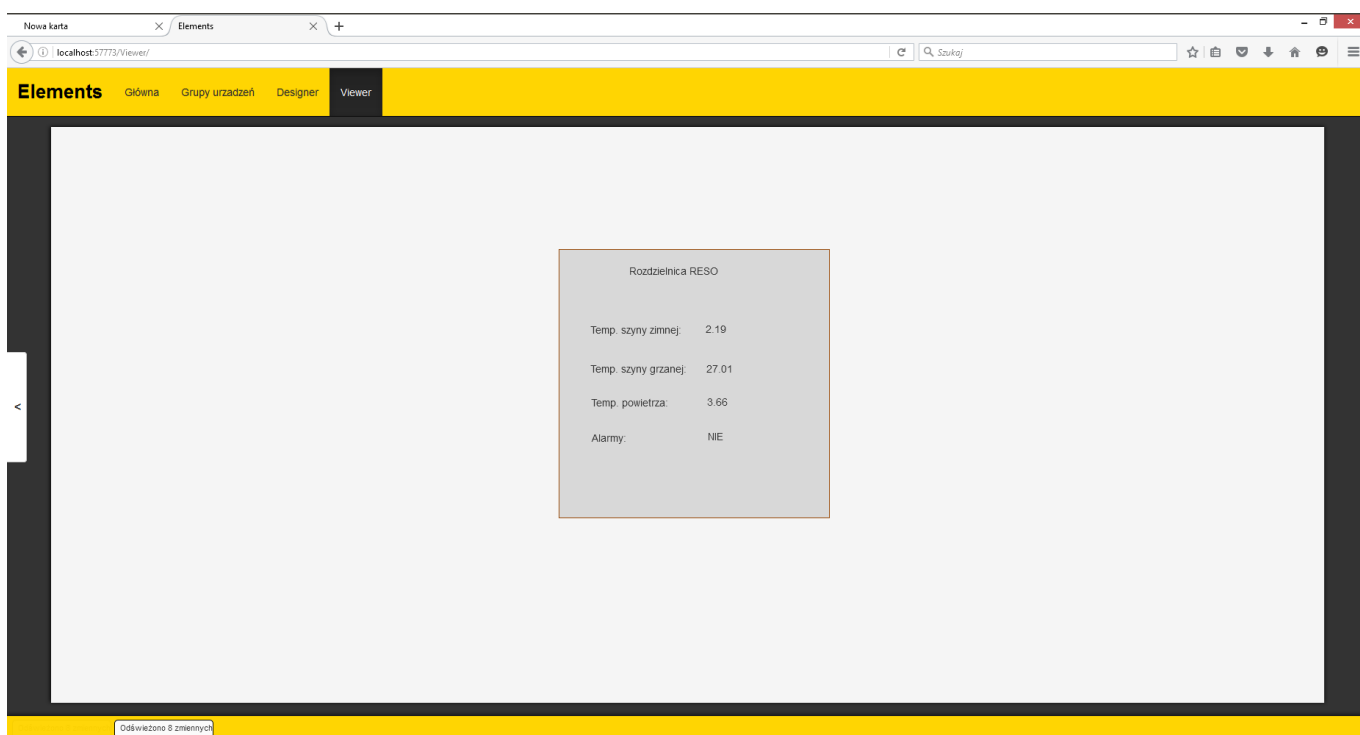 Nowa karta
Elements
localhost:57773/Viewer/
Szukaj
Elements Główna Grupy urzadzeń Designer Viewer
<
Rozdzielnica RESO
Temp. szyny zimnej: 2.19
Temp. szyny grzanej: 27.01
Temp. powietrza: 3.66
Alarmy: NIE
Odświeżono 8 zmiennych